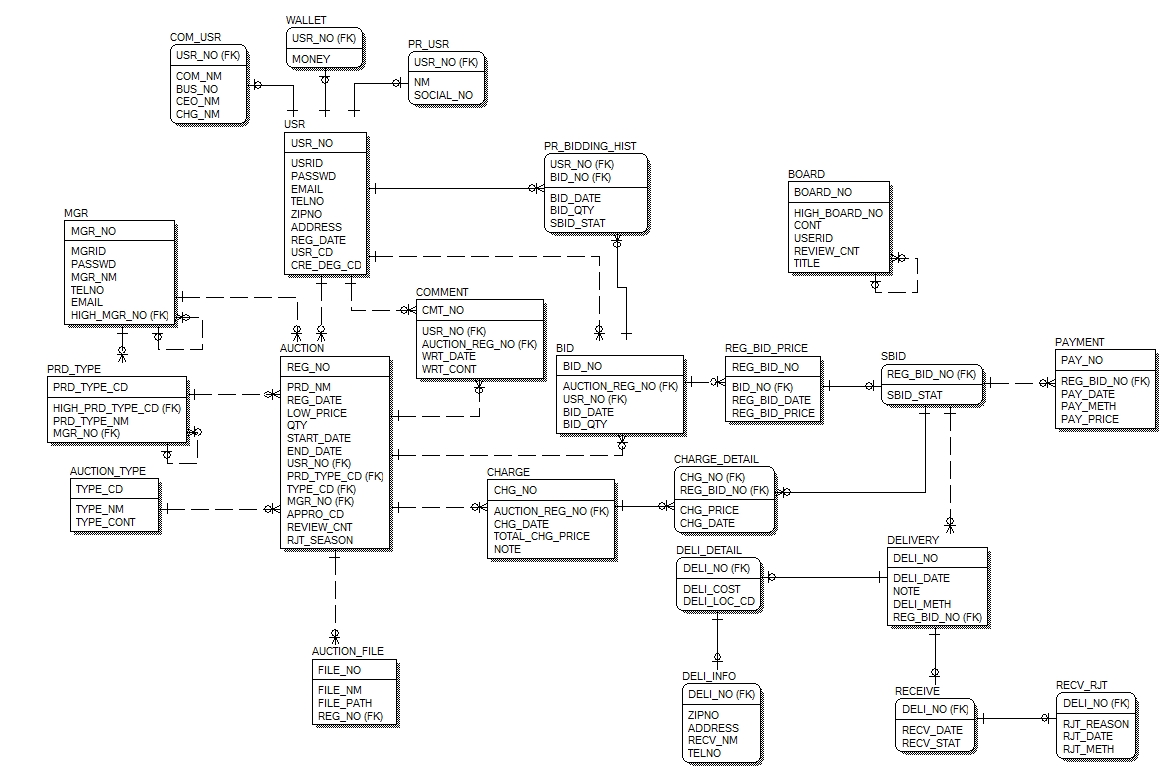 WALLET
USR_NO (FK)
MONEY
COM_USR
USR_NO (FK)
COM_NM
BUS_NO
CEO_NM
CHG_NM
PR_USR
USR_NO (FK)
NM
SOCIAL_NO
USR
USR_NO
USRID
PASSWD
EMAIL
TELNO
ZIPNO
ADDRESS
REG_DATE
USR_CD
CRE_DEG_CD
PR_BIDDING_HIST
USR_NO (FK)
BID_NO (FK)
BID_DATE
BID_QTY
SBID_STAT
BOARD
BOARD_NO
HIGH_BOARD_NO
CONT
USERID
REVIEW_CNT
TITLE
MGR
MGR_NO
MGRID
PASSWD
MGR_NM
TELNO
EMAIL
HIGH_MGR_NO (FK)
COMMENT
CMT_NO
USR_NO (FK)
AUCTION_REG_NO (FK)
WRT_DATE
WRT_CONT
AUCTION
REG_NO
PRD_NM
REG_DATE
LOW_PRICE
QTY
START_DATE
END_DATE
USR_NO (FK)
PRD_TYPE_CD (FK)
TYPE_CD (FK)
MGR_NO (FK)
APPRO_CD
REVIEW_CNT
RJT_SEASON
BID
BID_NO
AUCTION_REG_NO (FK)
USR_NO (FK)
BID_DATE
BID_QTY
REG_BID_PRICE
REG_BID_NO
BID_NO (FK)
REG_BID_DATE
REG_BID_PRICE
SBID
REG_BID_NO (FK)
SBID_STAT
PAYMENT
PAY_NO
REG_BID_NO (FK)
PAY_DATE
PAY_METH
PAY_PRICE
PRD_TYPE
PRD_TYPE_CD
HIGH_PRD_TYPE_CD (FK)
PRD_TYPE_NM
MGR_NO (FK)
AUCTION_TYPE
TYPE_CD
TYPE_NM
TYPE_CONT
CHARGE
CHG_NO
AUCTION_REG_NO (FK)
CHG_DATE
TOTAL_CHG_PRICE
NOTE
CHARGE_DETAIL
CHG_NO (FK)
REG_BID_NO (FK)
CHG_PRICE
CHG_DATE
DELI_DETAIL
DELI_NO (FK)
DELI_COST
DELI_LOC_CD
DELIVERY
DELI_NO
DELI_DATE
NOTE
DELI_METH
REG_BID_NO (FK)
AUCTION_FILE
FILE_NO
FILE_NM
FILE_PATH
REG_NO (FK)
DELI_INFO
DELI_NO (FK)
ZIPNO
ADDRESS
RECV_NM
TELNO
RECEIVE
DELI_NO (FK)
RECV_DATE
RECV_STAT
RECV_RJT
DELI_NO (FK)
RJT_REASON
RJT_DATE
RJT_METH